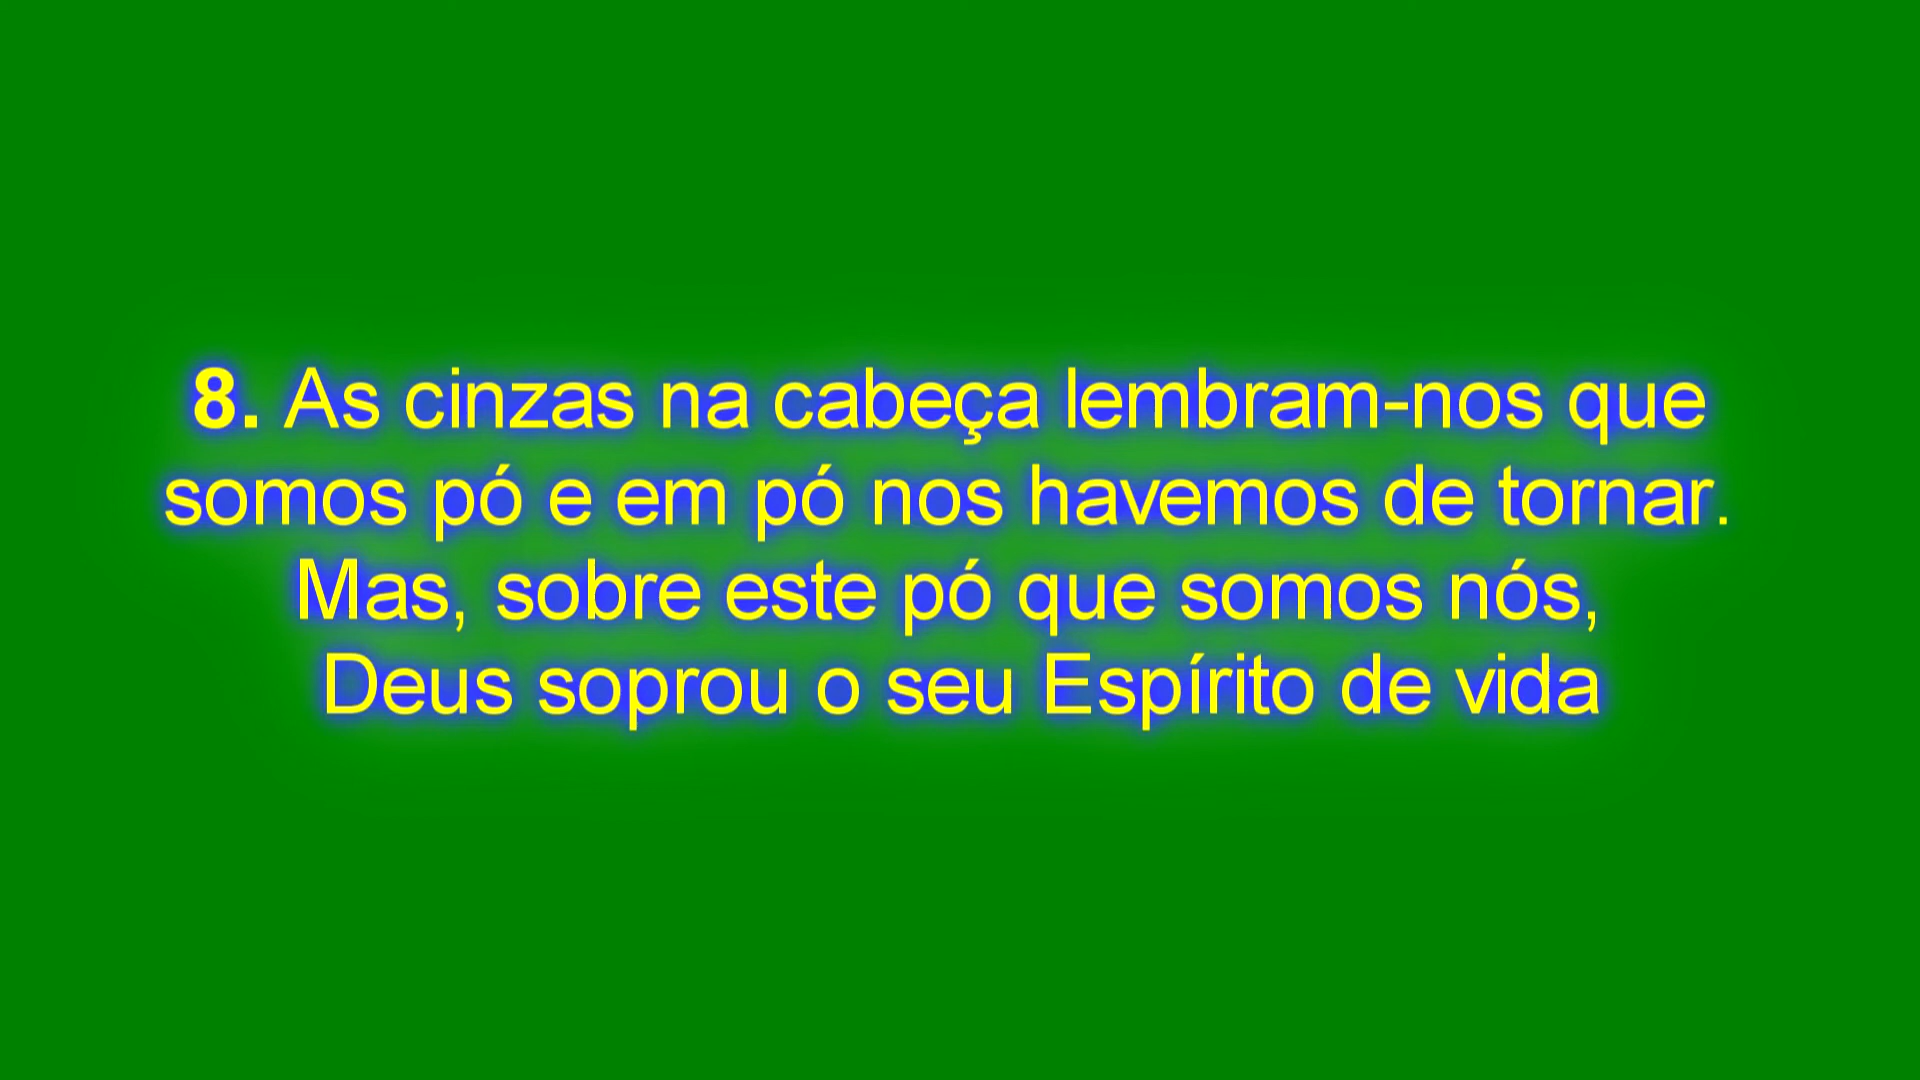 8. As cinzas na cabeça lembram-nos que
somos pó e em pó nos havemos de tornar.
Mas, sobre este pó que somos nós,
Deus soprou o seu Espírito de vida